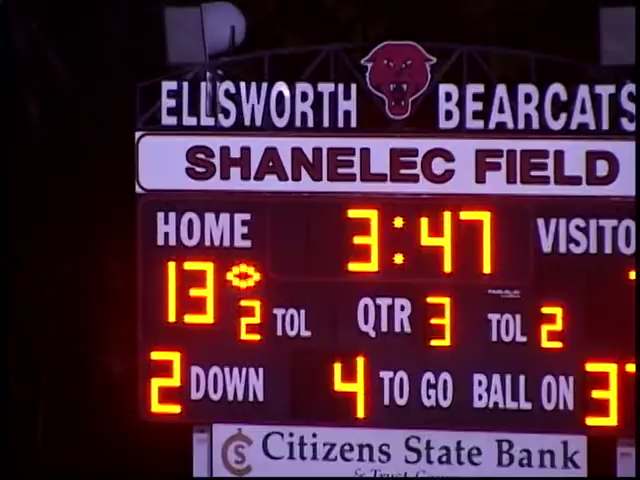 ELLSWORTH BEARCATS
SHANELEC FIELD
HOME 3:47
13 2 TOL QTR 3 TOL 2
2 DOWN 4 TO GO BALL ON
Citizens State Bank
& Trust